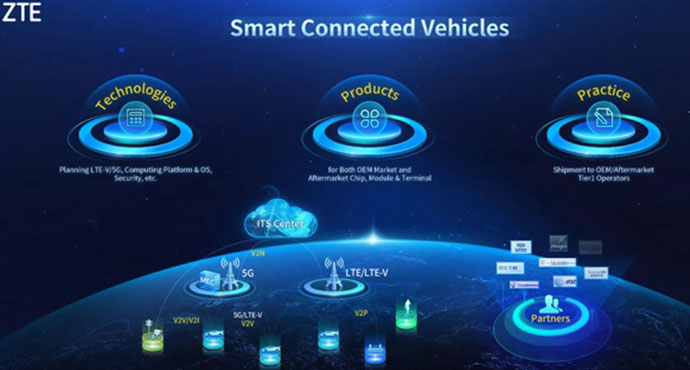 ZTE
Smart Connected Vehicles
Technologies
Products
Practice
Planning LTE-V/5G, Computing Platform & OS,
Security, etc.
for Both OEM Market and
Aftermarket Chip, Module & Terminal
Shipment to OEM/Aftermarket
Tier1 Operators
ITS Center
V2N
MEC
5G
LTE/LTE-V
V2V/V2I
5G/LTE-V
V2V
V2P
at&t
Partners